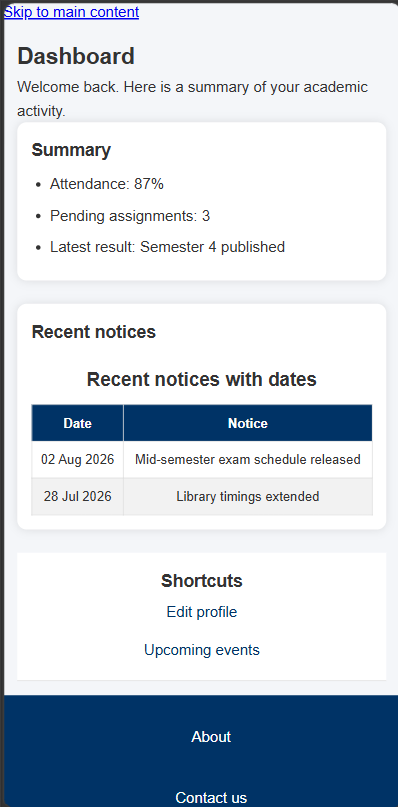 Skip to main content
Dashboard
Welcome back. Here is a summary of your academic
activity.
Summary
• Attendance: 87%
• Pending assignments: 3
• Latest result: Semester 4 published
Recent notices
Recent notices with dates
Date Notice
02 Aug 2026 Mid-semester exam schedule released
28 Jul 2026 Library timings extended
Shortcuts
Edit profile
Upcoming events
About
Contact us